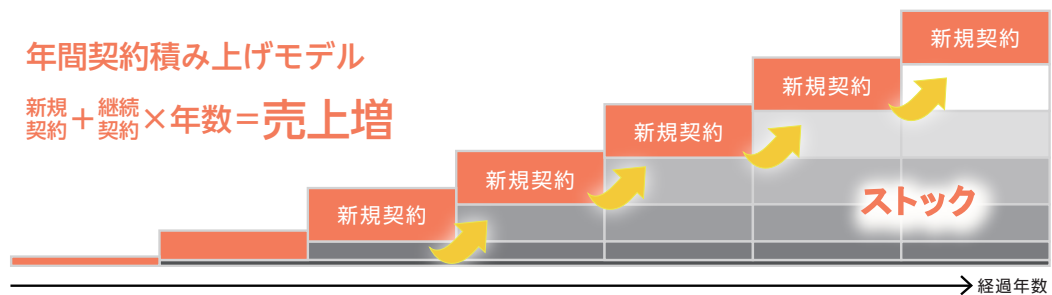 年間契約積み上げモデル
新規契約＋継続契約×年数＝売上増
新規契約
新規契約
新規契約
新規契約
新規契約
ストック
経過年数